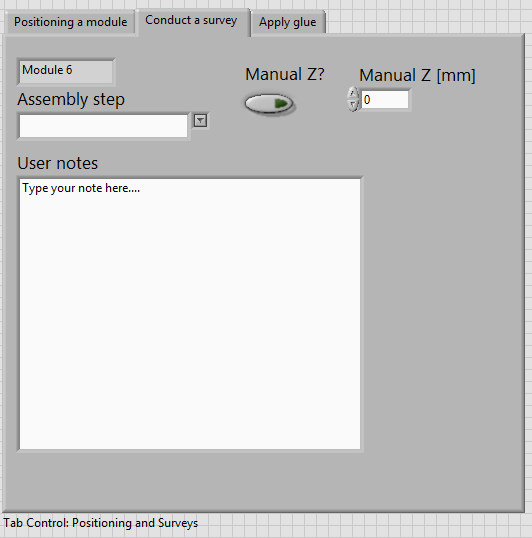 Positioning a module
Conduct a survey
Apply glue
Module 6
Manual Z?
Manual Z [mm]
Assembly step
0
User notes
Type your note here....
Tab Control: Positioning and Surveys